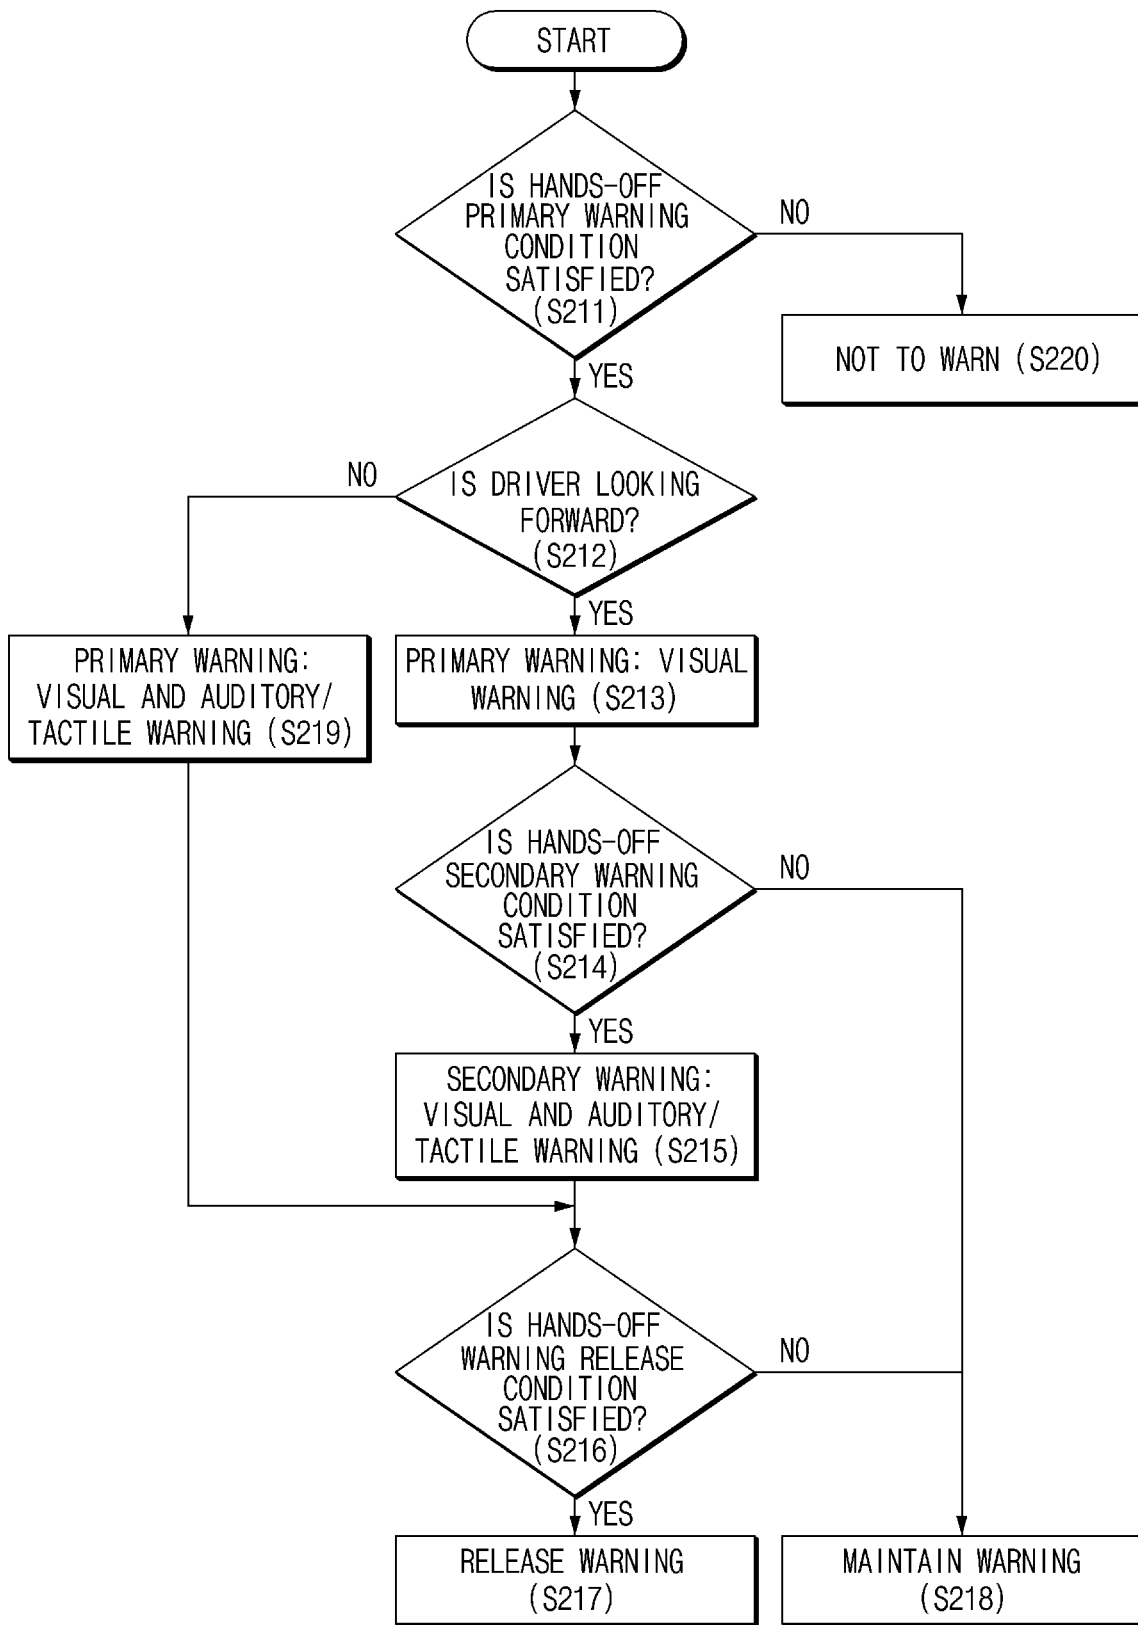 START
IS HANDS-OFF
PRIMARY WARNING
CONDITION
SATISFIED?
(S211)
NO
NOT TO WARN (S220)
YES
NO
IS DRIVER LOOKING
FORWARD?
(S212)
YES
PRIMARY WARNING:
VISUAL AND AUDITORY/
TACTILE WARNING (S219)
PRIMARY WARNING: VISUAL
WARNING (S213)
IS HANDS-OFF
SECONDARY WARNING
CONDITION
SATISFIED?
(S214)
NO
YES
SECONDARY WARNING:
VISUAL AND AUDITORY/
TACTILE WARNING (S215)
IS HANDS-OFF
WARNING RELEASE
CONDITION
SATISFIED?
(S216)
NO
YES
RELEASE WARNING
(S217)
MAINTAIN WARNING
(S218)